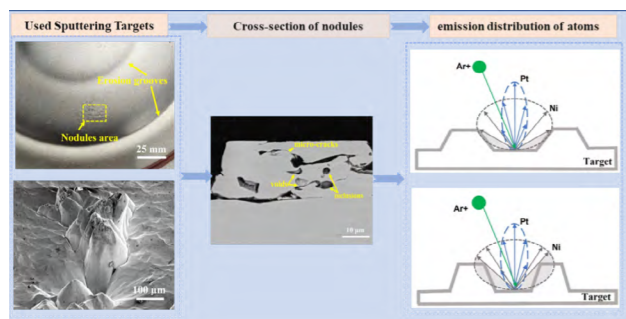 Used Sputtering Targets
Cross-section of nodules
emission distribution of atoms
Erosion grooves
Nodules area
25 mm
100 μm
micro-cracks
voids
inclusions
10 μm
Ar+
Pt
Ni
Target
Ar+
Pt
Ni
Target